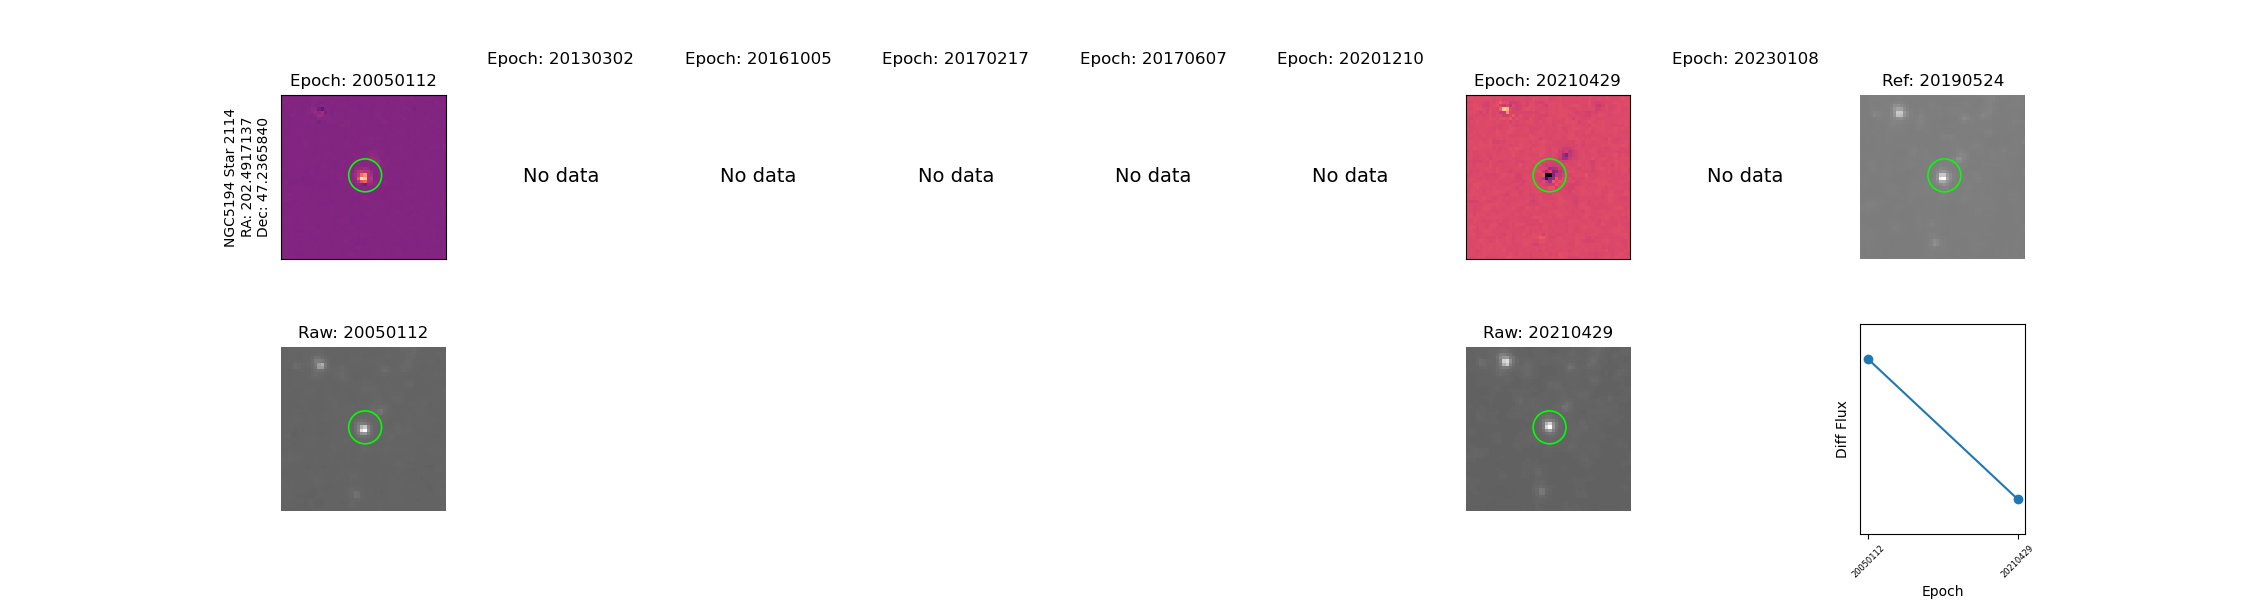 Epoch: 20050112
Epoch: 20130302
Epoch: 20161005
Epoch: 20170217
Epoch: 20170607
Epoch: 20201210
Epoch: 20210429
Epoch: 20230108
Ref: 20190524
NGC5194 Star 2114
RA: 202.4917137
Dec: 47.2365840
No data
No data
No data
No data
No data
No data
Raw: 20050112
Raw: 20210429
Diff Flux
20050112
20210429
Epoch